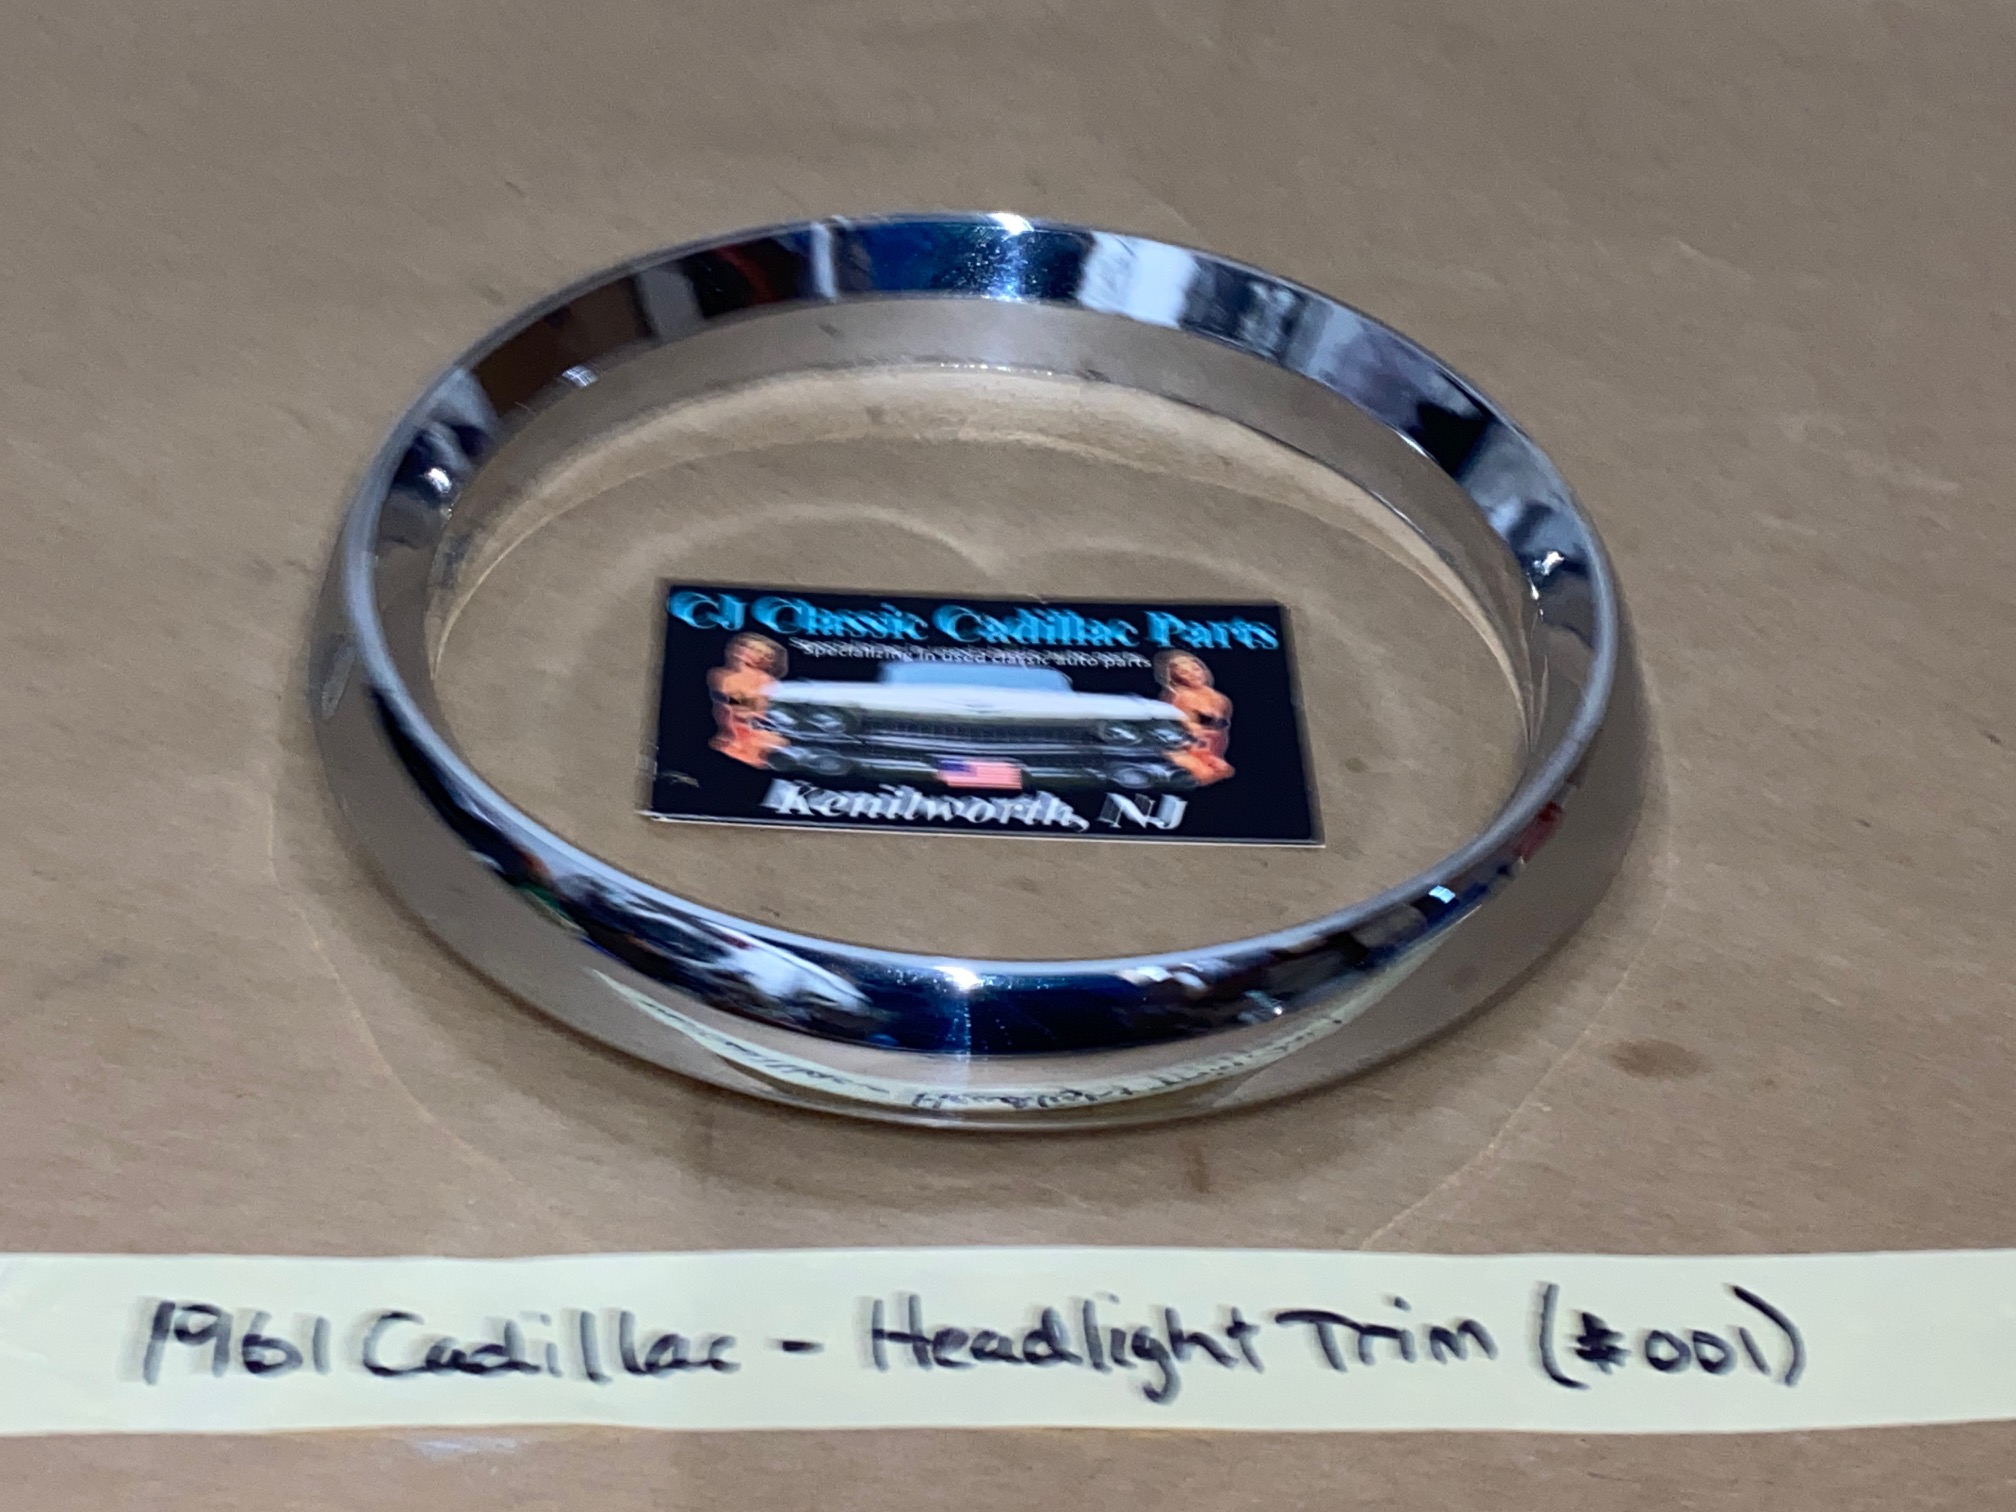 CJ Classic Cadillac Parts
Specializing in used classic auto parts
Kenilworth, NJ
1961 Cadillac - Headlight Trim (#001)